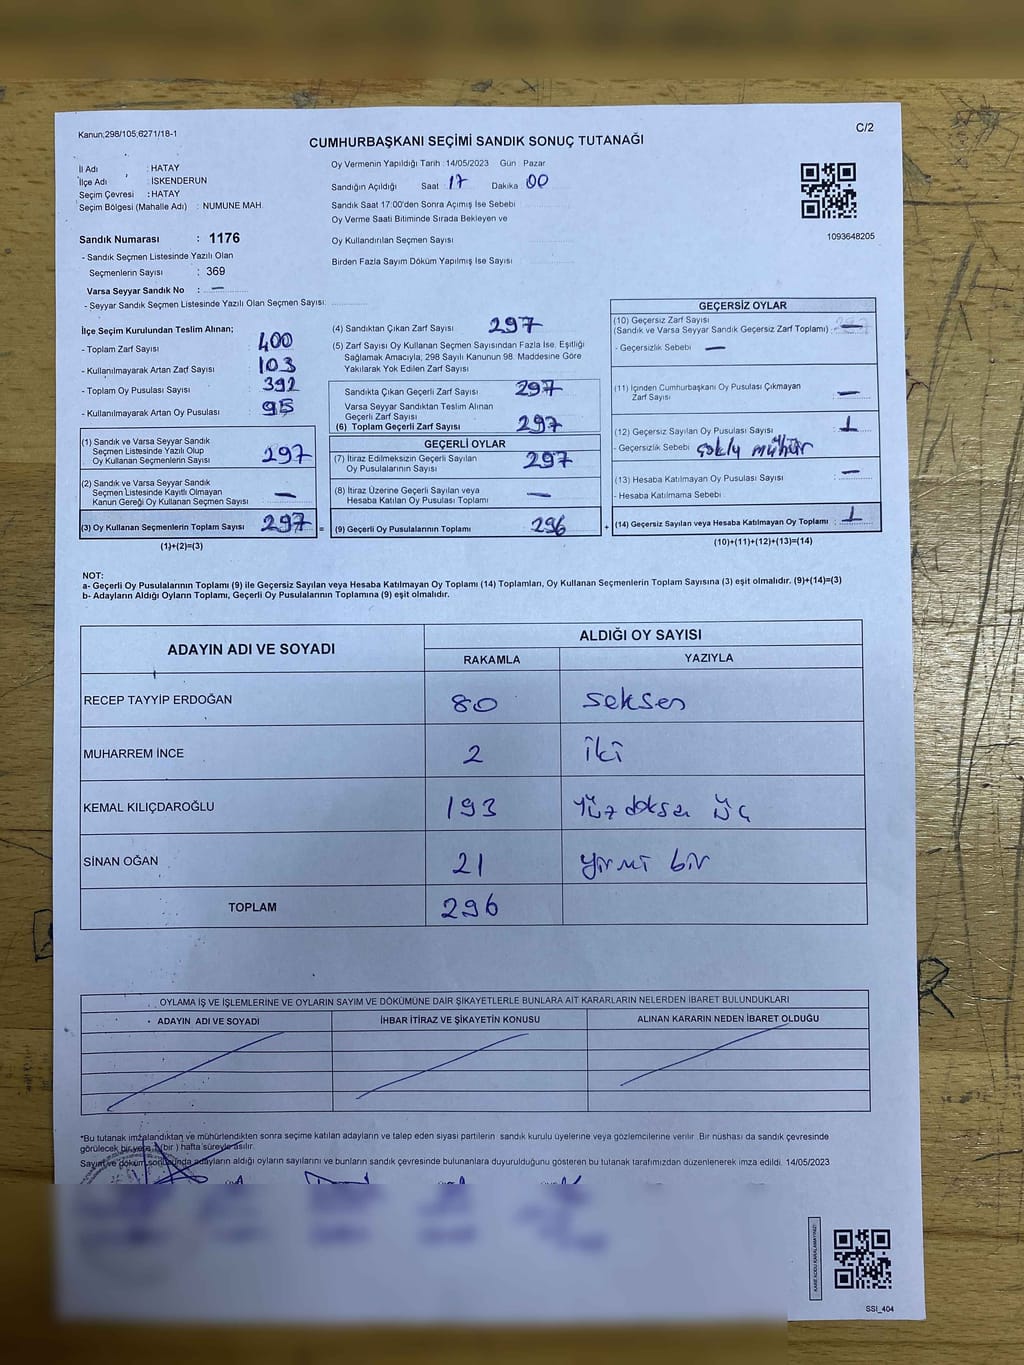 Kanun;298/105;6271/18-1
C/2
CUMHURBAŞKANI SEÇİMİ SANDIK SONUÇ TUTANAĞI
İl Adı : HATAY
İlçe Adı : İSKENDERUN
Seçim Çevresi : HATAY
Seçim Bölgesi (Mahalle Adı) : NUMUNE MAH.
Oy Vermenin Yapıldığı Tarih : 14/05/2023 Gün Pazar
Sandığın Açıldığı Saat : 17 Dakika 00
Sandık Saat 17:00'den Sonra Açımış İse Sebebi
Oy Verme Saati Bitiminde Sırada Bekleyen ve
Oy Kullandırılan Seçmen Sayısı
Birden Fazla Sayım Döküm Yapılmış İse Sayısı
1093648205
Sandık Numarası : 1176
- Sandık Seçmen Listesinde Yazılı Olan
Seçmenlerin Sayısı : 369
Varsa Seyyar Sandık No : —
- Seyyar Sandık Seçmen Listesinde Yazılı Olan Seçmen Sayısı:
İlçe Seçim Kurulundan Teslim Alınan;
- Toplam Zarf Sayısı : 400
- Kullanılmayarak Artan Zarf Sayısı : 103
- Toplam Oy Pusulası Sayısı : 392
- Kullanılmayarak Artan Oy Pusulası : 95
(1) Sandık ve Varsa Seyyar Sandık
Seçmen Listesinde Yazılı Olup
Oy Kullanan Seçmenlerin Sayısı : 297
(2) Sandık ve Varsa Seyyar Sandık
Seçmen Listesinde Kayıtlı Olmayan
Kanun Gereği Oy Kullanan Seçmen Sayısı : —
(3) Oy Kullanan Seçmenlerin Toplam Sayısı : 297 =
(1)+(2)=(3)
(4) Sandıktan Çıkan Zarf Sayısı 297
(5) Zarf Sayısı Oy Kullanan Seçmen Sayısından Fazla İse, Eşitliği
Sağlamak Amacıyla, 298 Sayılı Kanunun 98. Maddesine Göre
Yakılarak Yok Edilen Zarf Sayısı
Sandıkta Çıkan Geçerli Zarf Sayısı 297
Varsa Seyyar Sandıktan Teslim Alınan
Geçerli Zarf Sayısı
(6) Toplam Geçerli Zarf Sayısı 297
GEÇERLİ OYLAR
(7) İtiraz Edilmeksizin Geçerli Sayılan
Oy Pusulalarının Sayısı 297
(8) İtiraz Üzerine Geçerli Sayılan veya
Hesaba Katılan Oy Pusulası Toplamı —
(9) Geçerli Oy Pusulalarının Toplamı 296 +
GEÇERSİZ OYLAR
(10) Geçersiz Zarf Sayısı
(Sandık ve Varsa Seyyar Sandık Geçersiz Zarf Toplamı) : —
- Geçersizlik Sebebi —
(11) İçinden Cumhurbaşkanı Oy Pusulası Çıkmayan
Zarf Sayısı —
(12) Geçersiz Sayılan Oy Pusulası Sayısı : 1
- Geçersizlik Sebebi çoklu mühür
(13) Hesaba Katılmayan Oy Pusulası Sayısı : —
- Hesaba Katılmama Sebebi
(14) Geçersiz Sayılan veya Hesaba Katılmayan Oy Toplamı : 1
(10)+(11)+(12)+(13)=(14)
NOT:
a- Geçerli Oy Pusulalarının Toplamı (9) ile Geçersiz Sayılan veya Hesaba Katılmayan Oy Toplamı (14) Toplamları, Oy Kullanan Seçmenlerin Toplam Sayısına (3) eşit olmalıdır. (9)+(14)=(3)
b- Adayların Aldığı Oyların Toplamı, Geçerli Oy Pusulalarının Toplamına (9) eşit olmalıdır.
ADAYIN ADI VE SOYADI
ALDIĞI OY SAYISI
RAKAMLA YAZIYLA
RECEP TAYYİP ERDOĞAN 80 seksen
MUHARREM İNCE 2 iki
KEMAL KILIÇDAROĞLU 193 Yüz doksan üç
SİNAN OĞAN 21 yirmi bir
TOPLAM 296
OYLAMA İŞ VE İŞLEMLERİNE VE OYLARIN SAYIM VE DÖKÜMÜNE DAİR ŞİKAYETLERLE BUNLARA AİT KARARLARIN NELERDEN İBARET BULUNDUKLARI
ADAYIN ADI VE SOYADI İHBAR İTİRAZ VE ŞİKAYETİN KONUSU ALINAN KARARIN NEDEN İBARET OLDUĞU
*Bu tutanak imzalandıktan ve mühürlendikten sonra seçime katılan adayların ve talep eden siyasi partilerin sandık kurulu üyelerine veya gözlemcilerine verilir. Bir nüshası da sandık çevresinde
görülecek bir yere 1(bir) hafta süreyle asılır.
Sayım ve döküm sonucunda adayların aldığı oyların sayılarını ve bunların sandık çevresinde bulunanlara duyurulduğunu gösteren bu tutanak tarafımızdan düzenlenerek imza edildi. 14/05/2023
KARE KODU KARALAMAYINIZ!
SSI_404